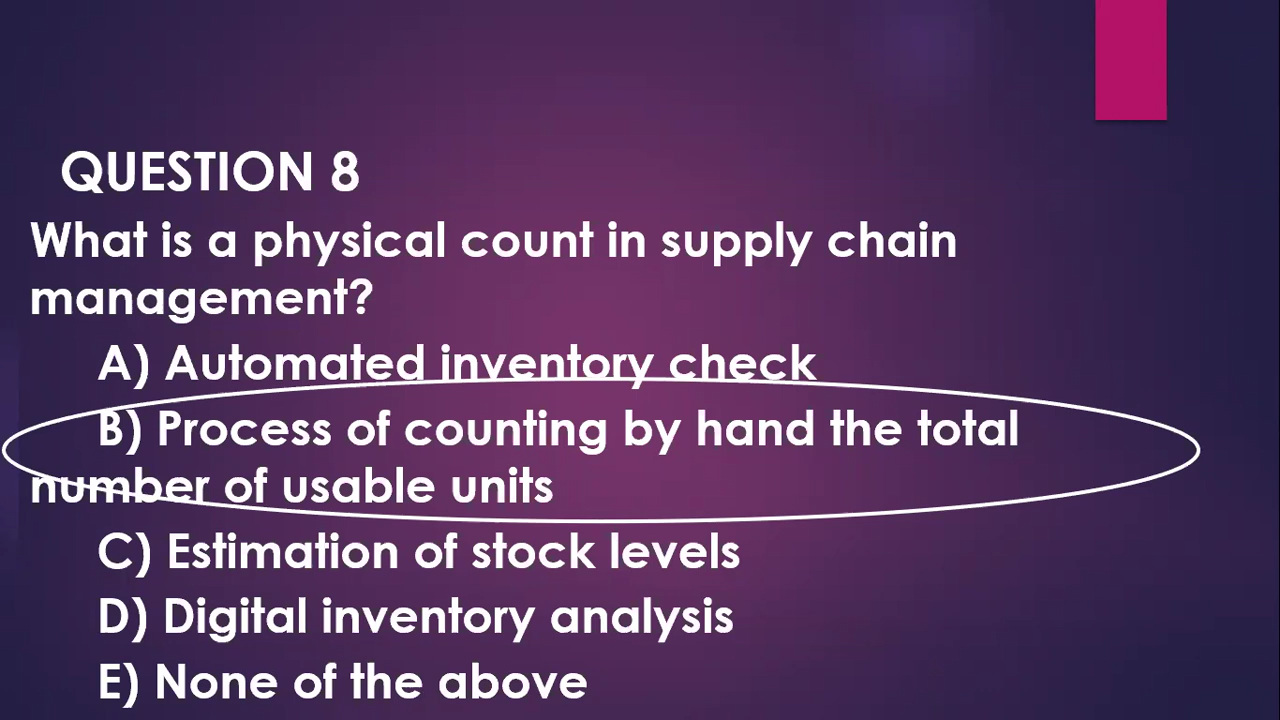 QUESTION 8
What is a physical count in supply chain
management?
A) Automated inventory check
B) Process of counting by hand the total
number of usable units
C) Estimation of stock levels
D) Digital inventory analysis
E) None of the above